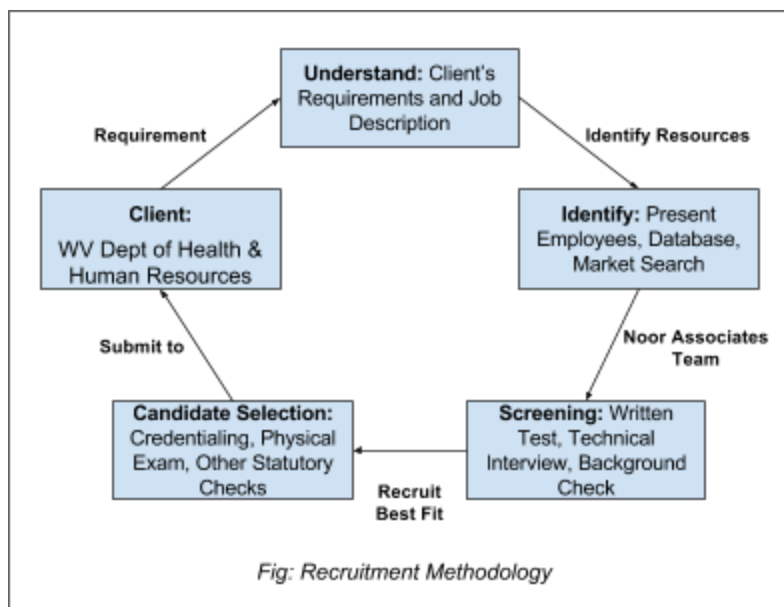 Understand: Client's
Requirements and Job
Description
Requirement
Identify Resources
Client:
WV Dept of Health &
Human Resources
Identify: Present
Employees, Database,
Market Search
Submit to
Noor Associates
Team
Candidate Selection:
Credentialing, Physical
Exam, Other Statutory
Checks
Screening: Written
Test, Technical
Interview, Background
Check
Recruit
Best Fit
Fig: Recruitment Methodology